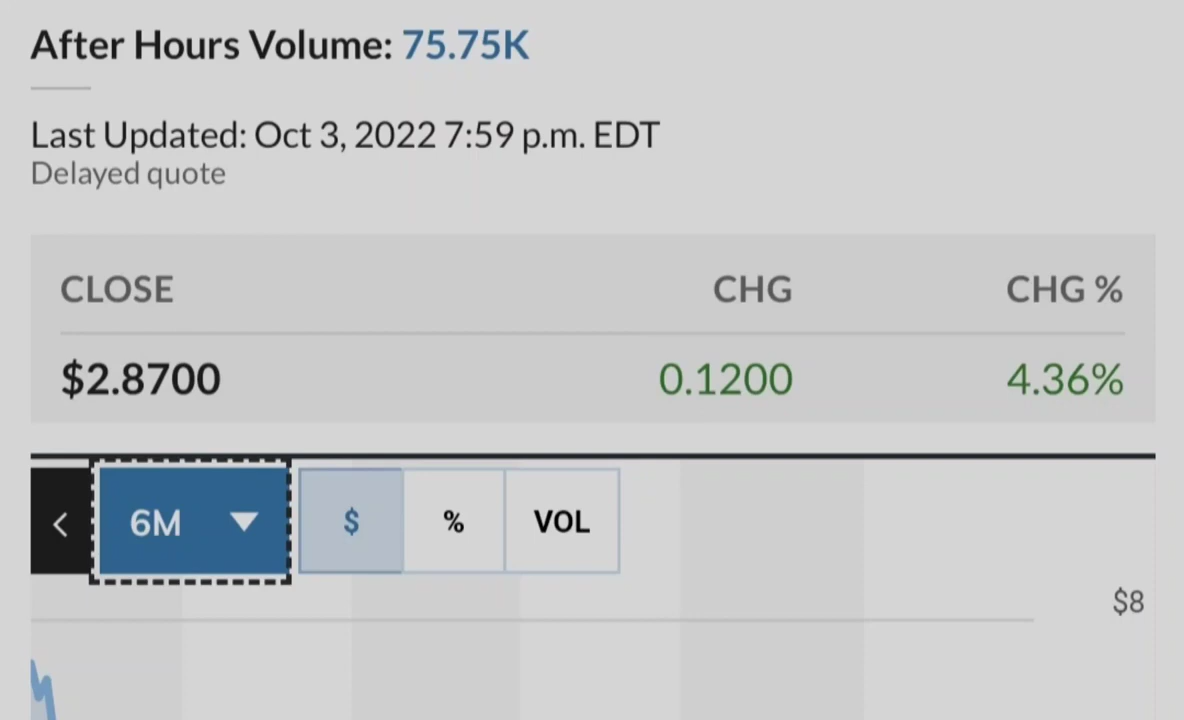 After Hours Volume: 75.75K
Last Updated: Oct 3, 2022 7:59 p.m. EDT
Delayed quote
CLOSE CHG CHG %
$2.8700 0.1200 4.36%
6M $ % VOL
$8